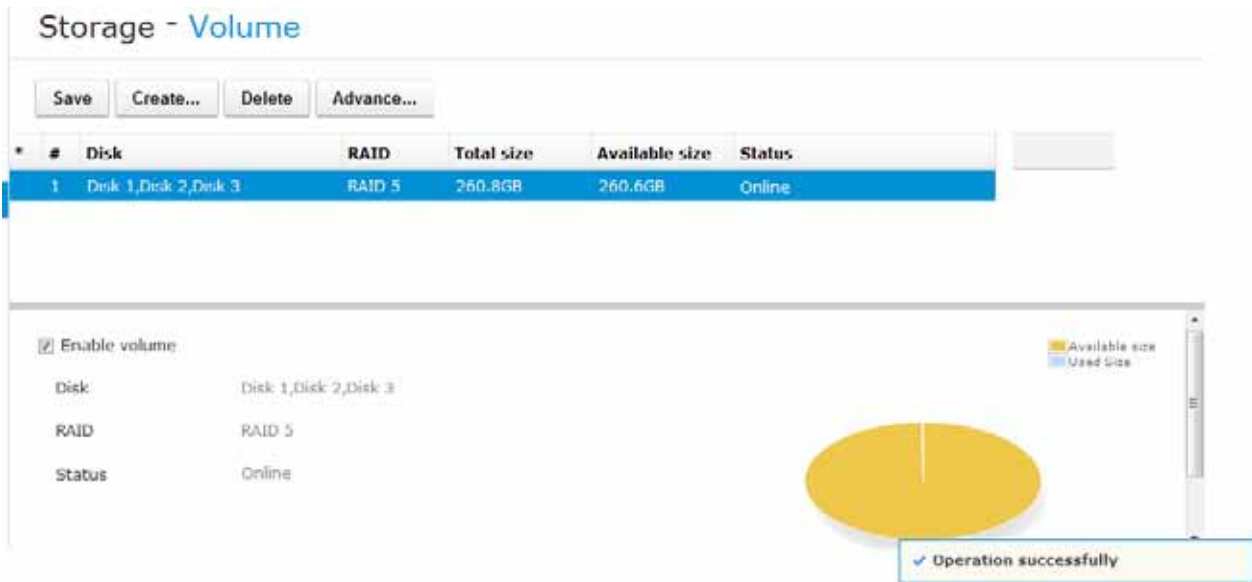 Storage - Volume
Save Create... Delete Advance...
* # Disk RAID Total size Available size Status
1 Disk 1,Disk 2,Disk 3 RAID 5 260.8GB 260.6GB Online
Enable volume
Available size
Used Size
Disk Disk 1,Disk 2,Disk 3
RAID RAID 5
Status Online
Operation successfully